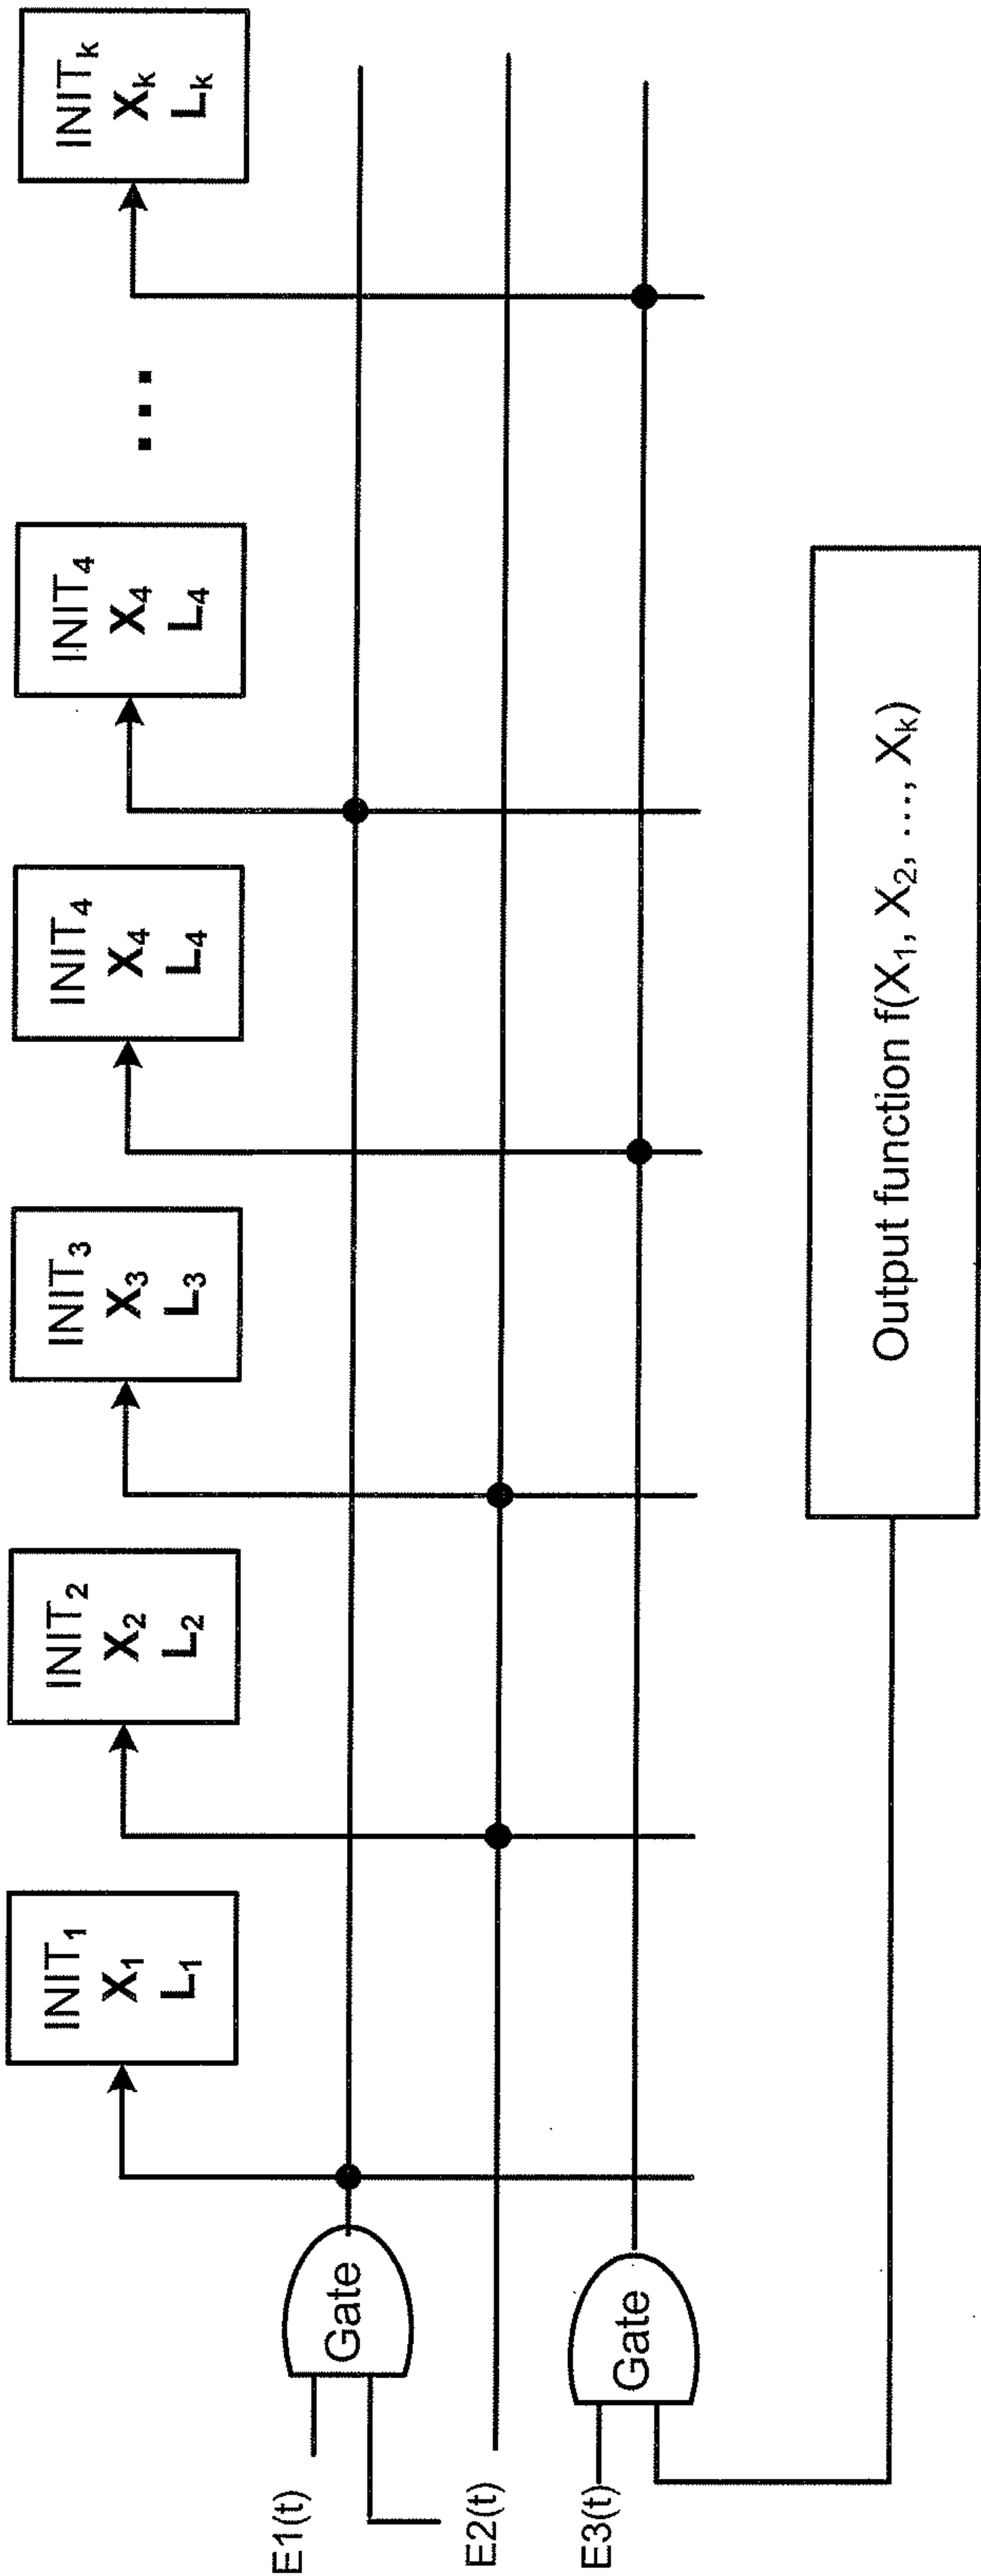 INIT₁
X₁
L₁
INIT₂
X₂
L₂
INIT₃
X₃
L₃
INIT₄
X₄
L₄
INIT₄
X₄
L₄
...
INITₖ
Xₖ
Lₖ
E1(t)
Gate
E2(t)
E3(t)
Gate
Output function f(X₁, X₂, ..., Xₖ)